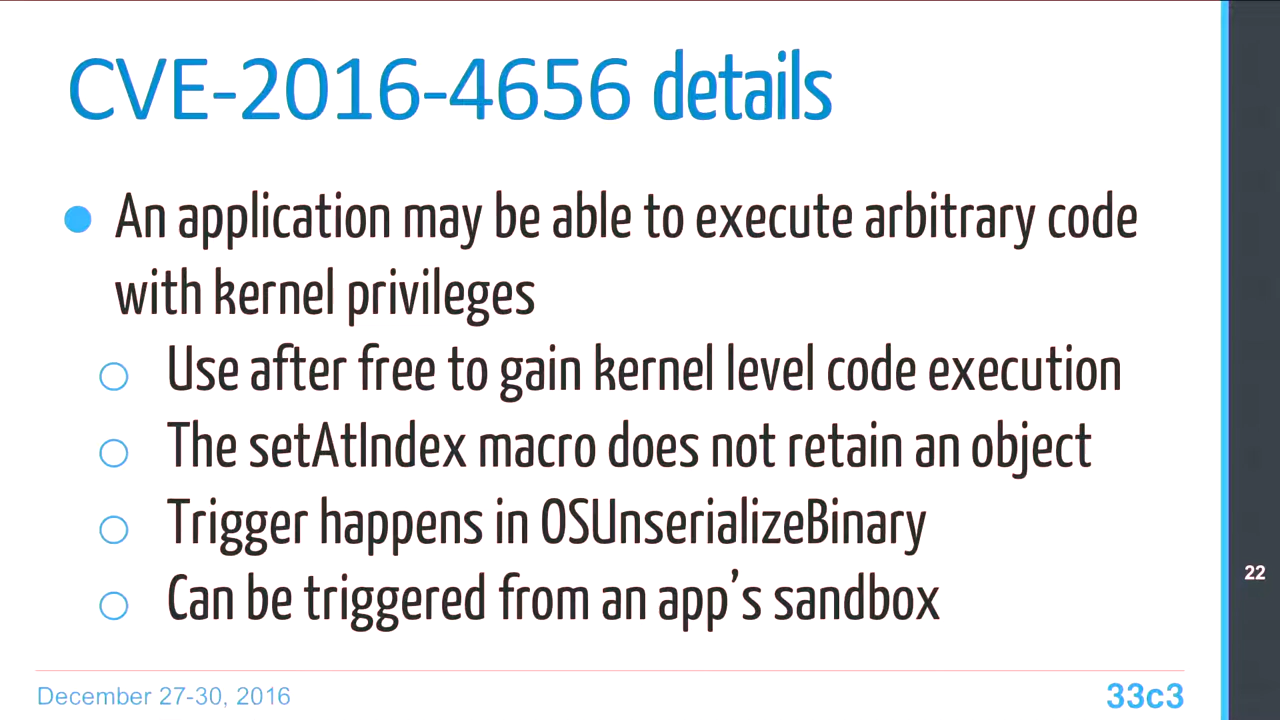 CVE-2016-4656 details
An application may be able to execute arbitrary code
with kernel privileges
Use after free to gain kernel level code execution
The setAtIndex macro does not retain an object
Trigger happens in OSUnserializeBinary
Can be triggered from an app’s sandbox
22
December 27-30, 2016
33c3